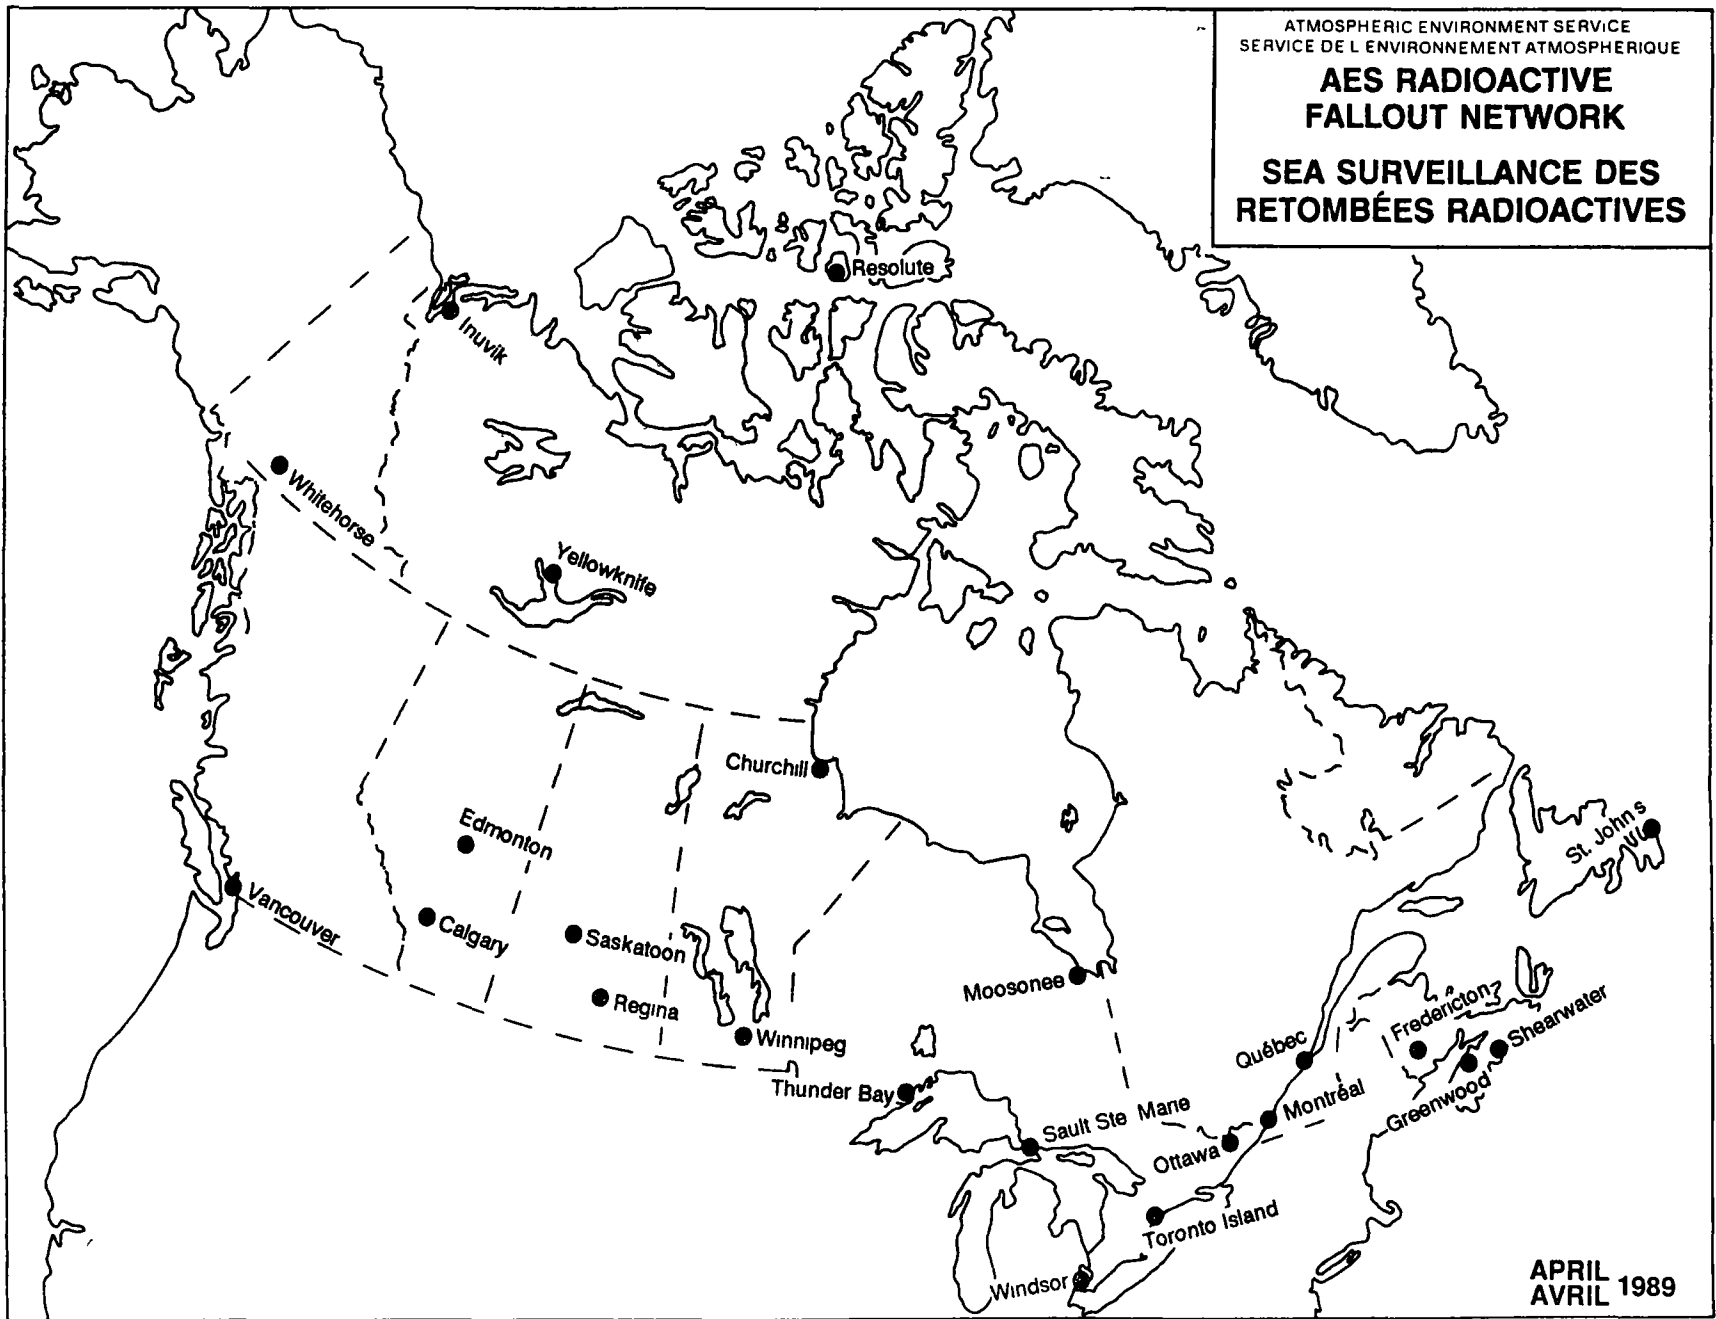 ATMOSPHERIC ENVIRONMENT SERVICE
SERVICE DE L ENVIRONNEMENT ATMOSPHERIQUE
AES RADIOACTIVE
FALLOUT NETWORK
SEA SURVEILLANCE DES
RETOMBÉES RADIOACTIVES
Resolute
Inuvik
Whitehorse
Yellowknife
Churchill
Edmonton
St. John s
Vancouver
Calgary
Saskatoon
Moosonee
Regina
Fredericton
Shearwater
Winnipeg
Québec
Thunder Bay
Montréal
Greenwood
Sault Ste Marie
Ottawa
Toronto Island
Windsor
APRIL
AVRIL 1989